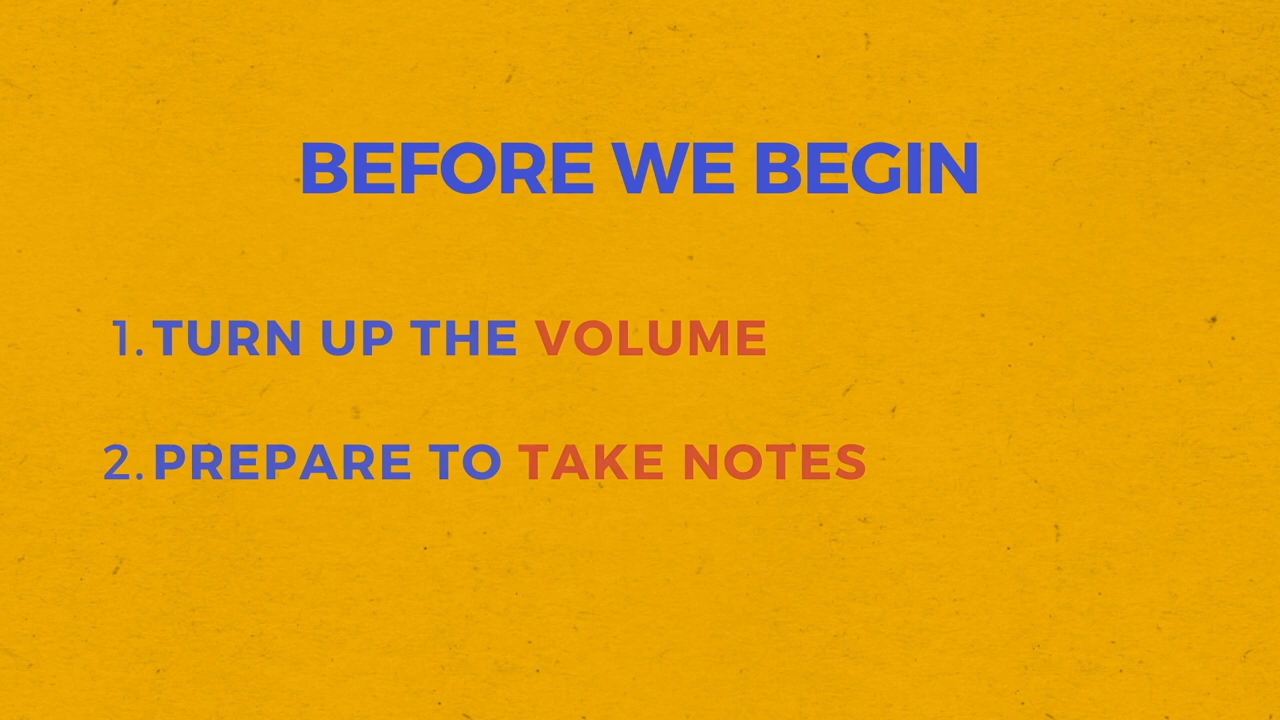 BEFORE WE BEGIN
1. TURN UP THE VOLUME
2. PREPARE TO TAKE NOTES